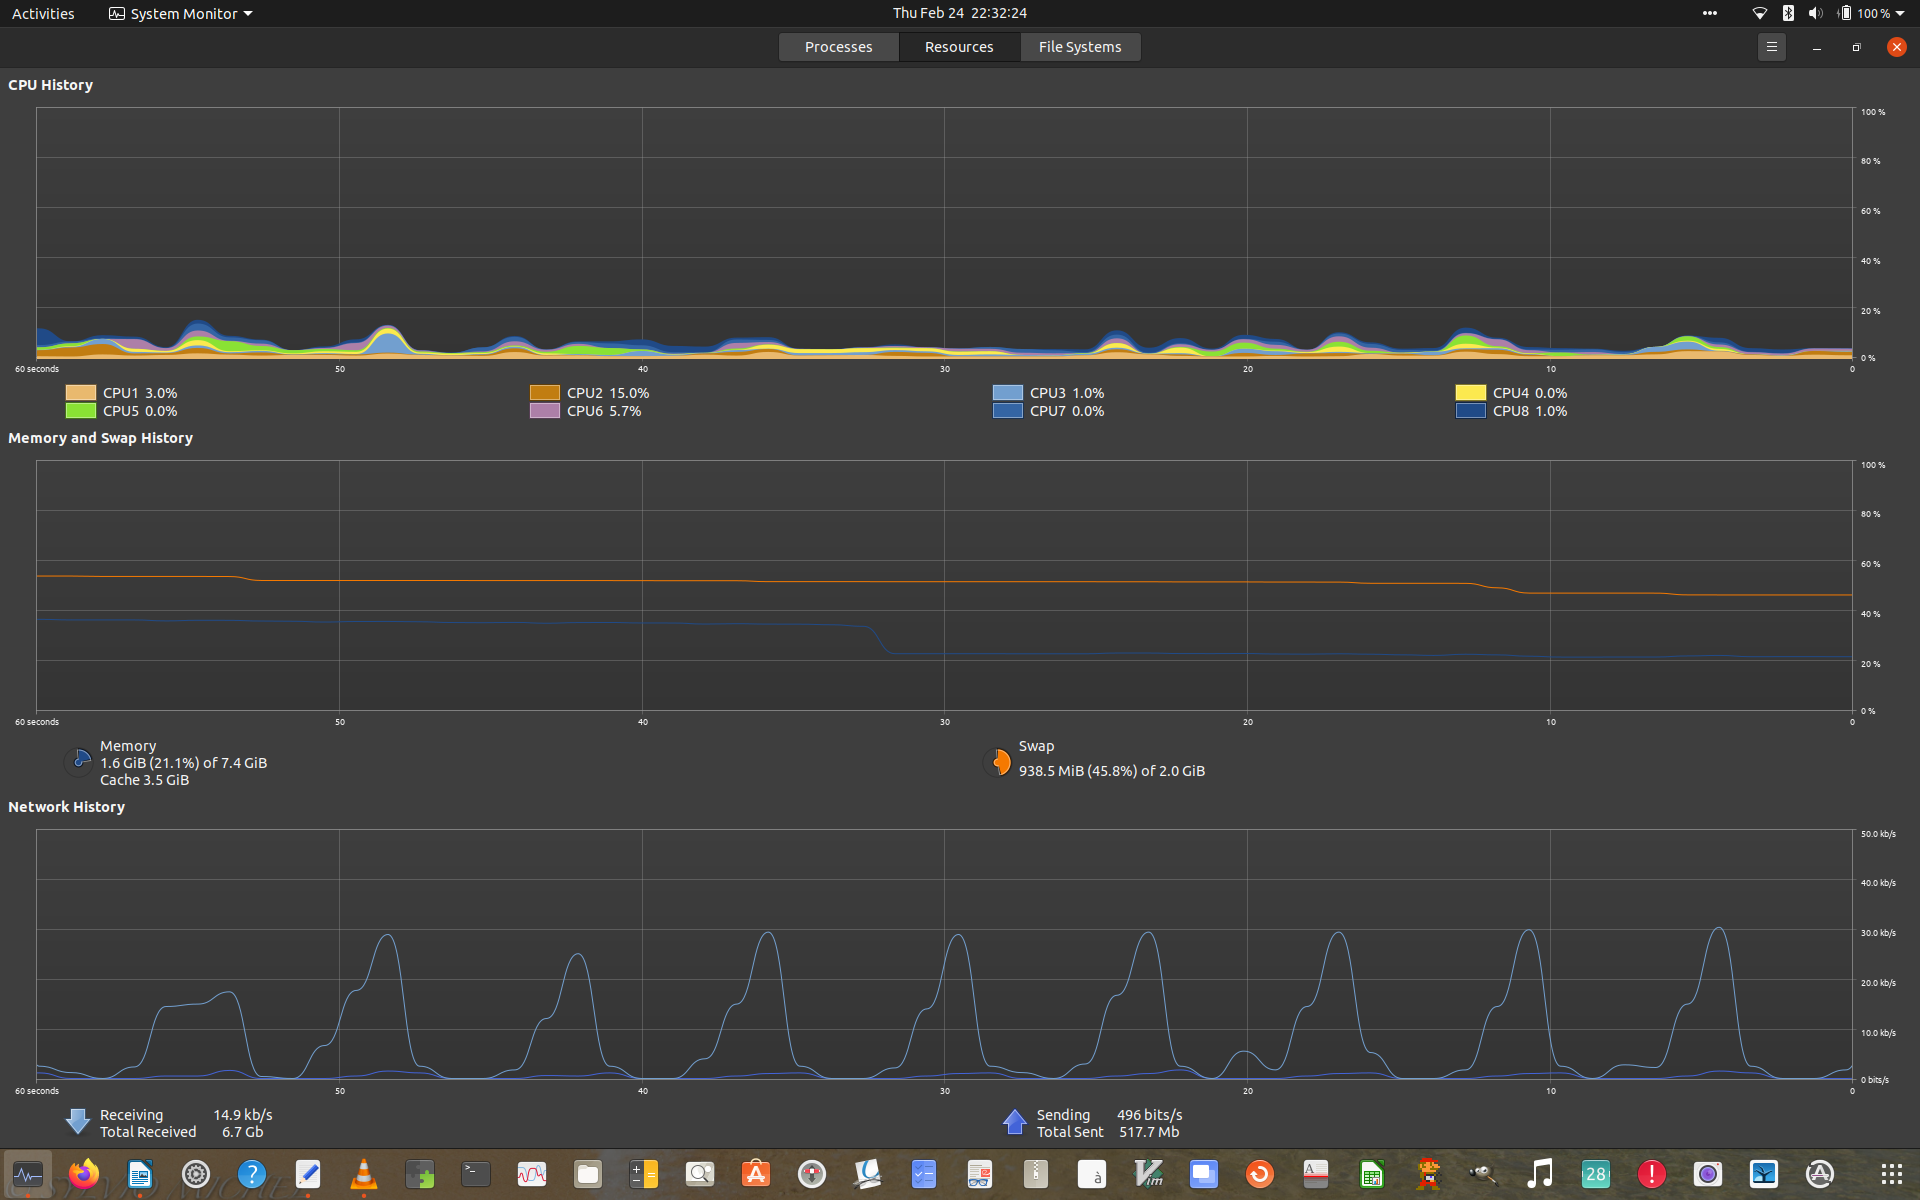 Activities System Monitor Thu Feb 24 22:32:24 100 %
Processes Resources File Systems
CPU History
100 %
80 %
60 %
40 %
20 %
0 %
60 seconds 50 40 30 20 10 0
CPU1 3.0% CPU2 15.0% CPU3 1.0% CPU4 0.0%
CPU5 0.0% CPU6 5.7% CPU7 0.0% CPU8 1.0%
Memory and Swap History
100 %
80 %
60 %
40 %
20 %
0 %
60 seconds 50 40 30 20 10 0
Memory Swap
1.6 GiB (21.1%) of 7.4 GiB 938.5 MiB (45.8%) of 2.0 GiB
Cache 3.5 GiB
Network History
50.0 kb/s
40.0 kb/s
30.0 kb/s
20.0 kb/s
10.0 kb/s
0 bits/s
60 seconds 50 40 30 20 10 0
Receiving 14.9 kb/s Sending 496 bits/s
Total Received 6.7 Gb Total Sent 517.7 Mb
? >_ A à Vim A 28 !